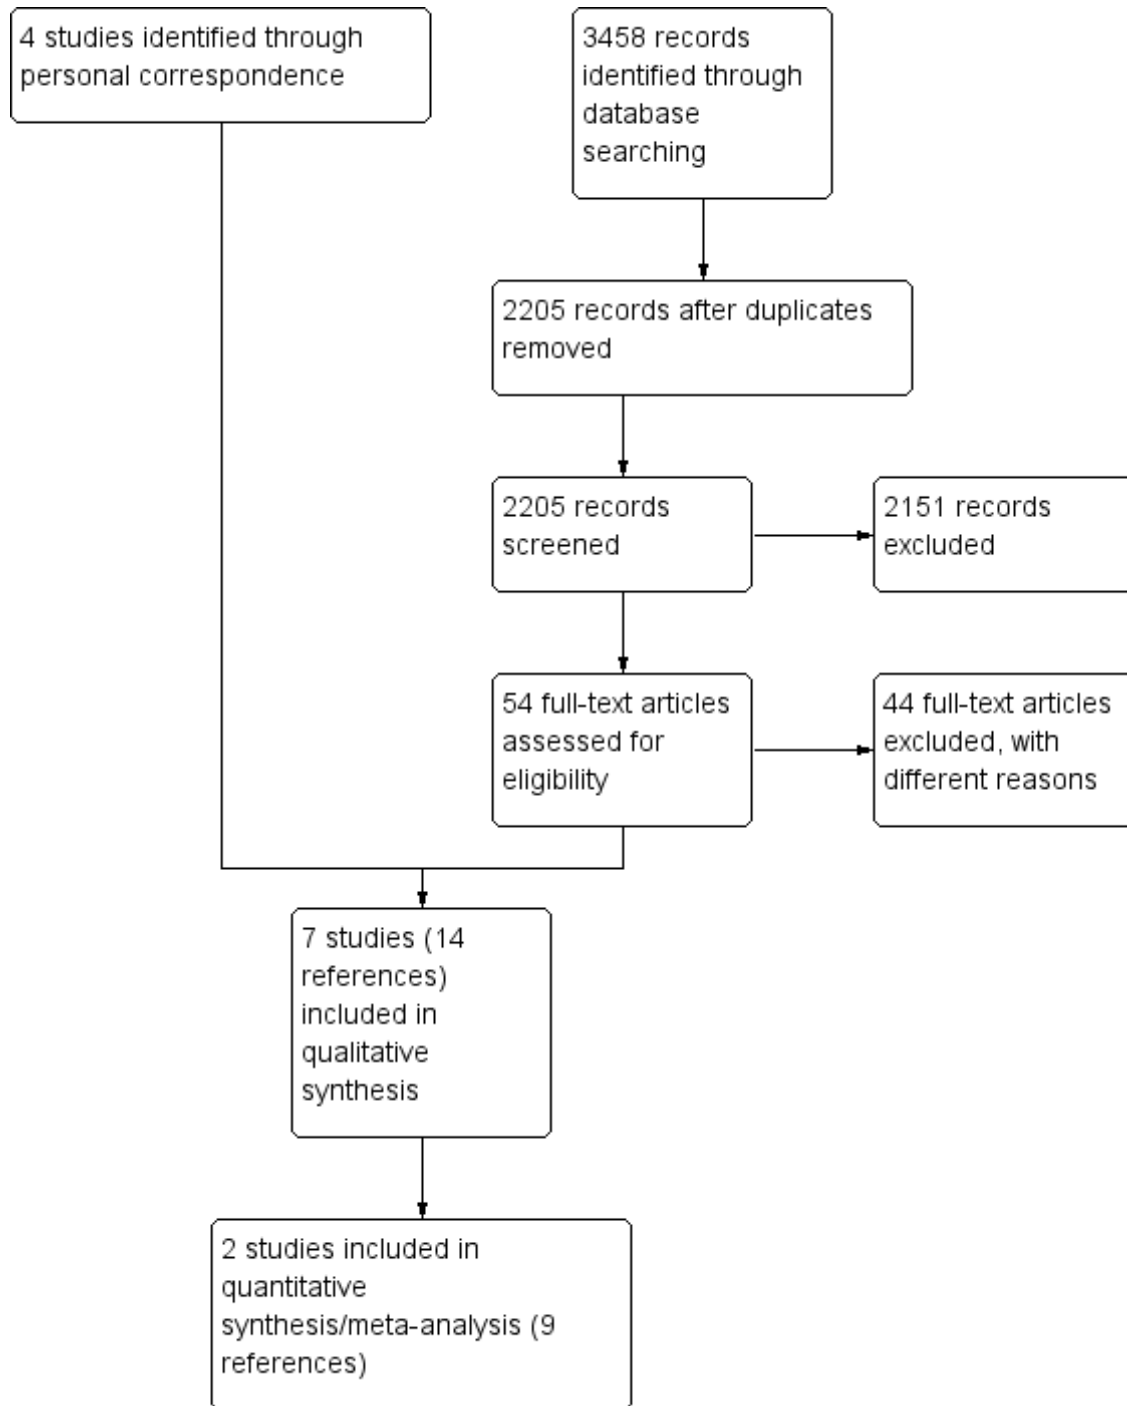 4 studies identified through
personal correspondence
3458 records
identified through
database
searching
2205 records after duplicates
removed
2205 records
screened
2151 records
excluded
54 full-text articles
assessed for
eligibility
44 full-text articles
excluded, with
different reasons
7 studies (14
references)
included in
qualitative
synthesis
2 studies included in
quantitative
synthesis/meta-analysis (9
references)